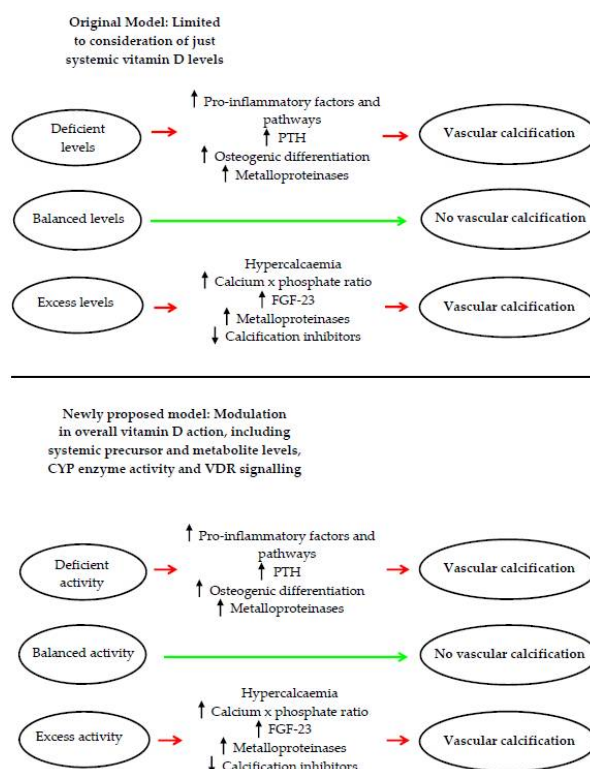 Original Model: Limited
to consideration of just
systemic vitamin D levels
Deficient
levels
↑ Pro-inflammatory factors and
pathways
↑ PTH
↑ Osteogenic differentiation
↑ Metalloproteinases
Vascular calcification
Balanced levels
No vascular calcification
Excess levels
Hypercalcaemia
↑ Calcium x phosphate ratio
↑ FGF-23
↑ Metalloproteinases
↓ Calcification inhibitors
Vascular calcification
Newly proposed model: Modulation
in overall vitamin D action, including
systemic precursor and metabolite levels,
CYP enzyme activity and VDR signalling
Deficient
activity
↑ Pro-inflammatory factors and
pathways
↑ PTH
↑ Osteogenic differentiation
↑ Metalloproteinases
Vascular calcification
Balanced activity
No vascular calcification
Excess activity
Hypercalcaemia
↑ Calcium x phosphate ratio
↑ FGF-23
↑ Metalloproteinases
↓ Calcification inhibitors
Vascular calcification